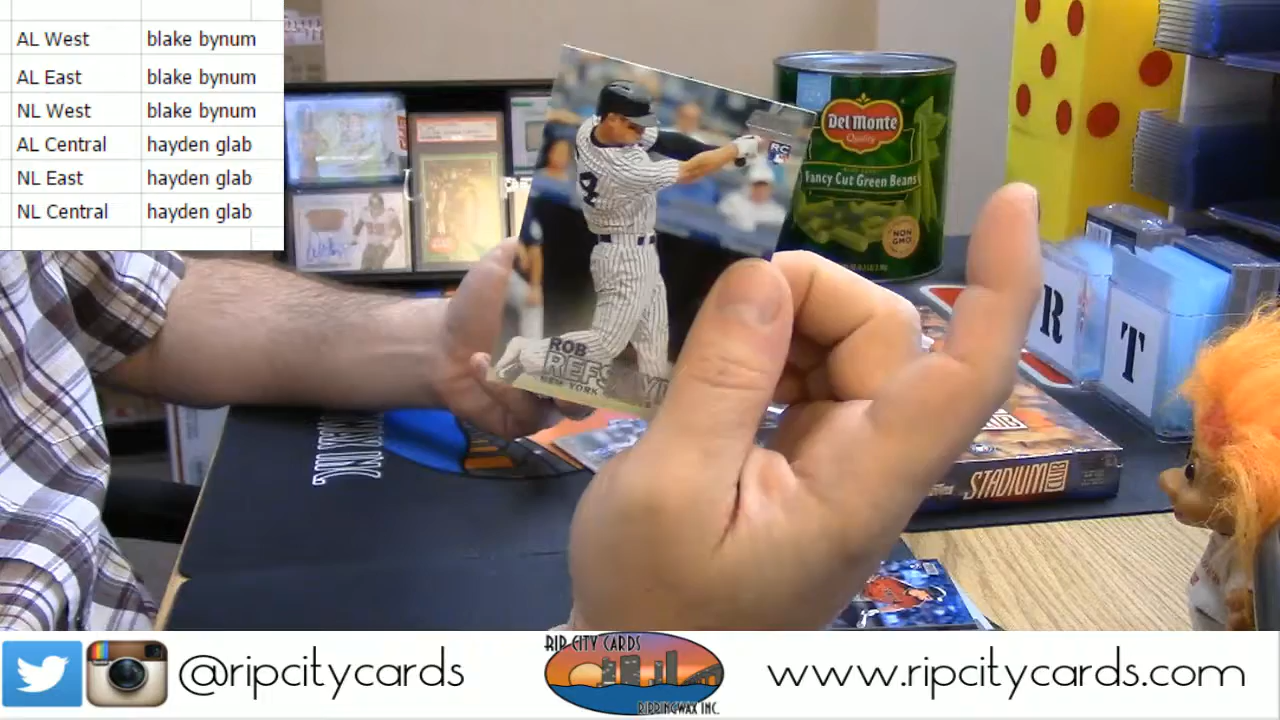 AL West blake bynum
AL East blake bynum
NL West blake bynum
AL Central hayden glab
NL East hayden glab
NL Central hayden glab
Del Monte
Quality
Fancy Cut Green Beans
NON
GMO
RC
ROB
NEW YORK
R T
STADIUM CLUB
@ripcitycards
RIP CITY CARDS
RIPPINGWAX INC.
www.ripcitycards.com